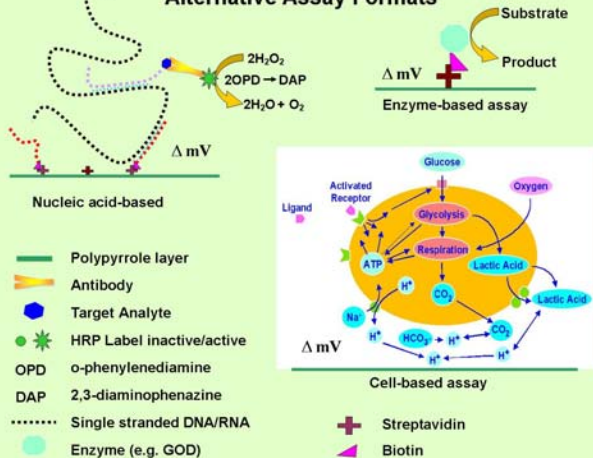 Alternative Assay Formats
2H₂O₂
2OPD → DAP
2H₂O + O₂
Δ mV
Nucleic acid-based
Substrate
Product
Δ mV
Enzyme-based assay
Glucose
Activated
Receptor
Ligand
Oxygen
Glycolysis
Respiration
ATP
Lactic Acid
Lactic Acid
H⁺
CO₂
Na⁺
H⁺
HCO₃⁻
H⁺
CO₂
H⁺
H⁺
Δ mV
Cell-based assay
Polypyrrole layer
Antibody
Target Analyte
HRP Label inactive/active
OPD o-phenylenediamine
DAP 2,3-diaminophenazine
Single stranded DNA/RNA
Enzyme (e.g. GOD)
Streptavidin
Biotin